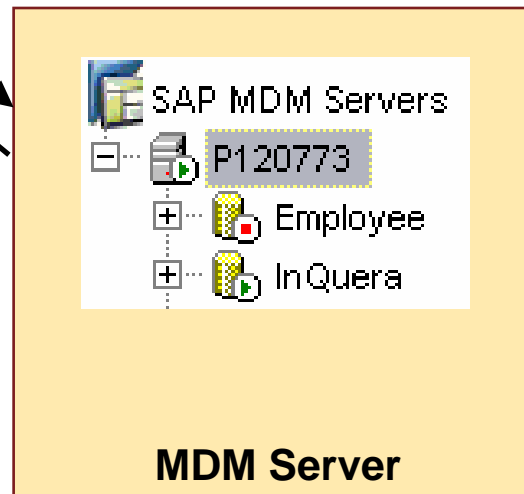 SAP MDM Servers
P120773
Employee
InQuera
MDM Server